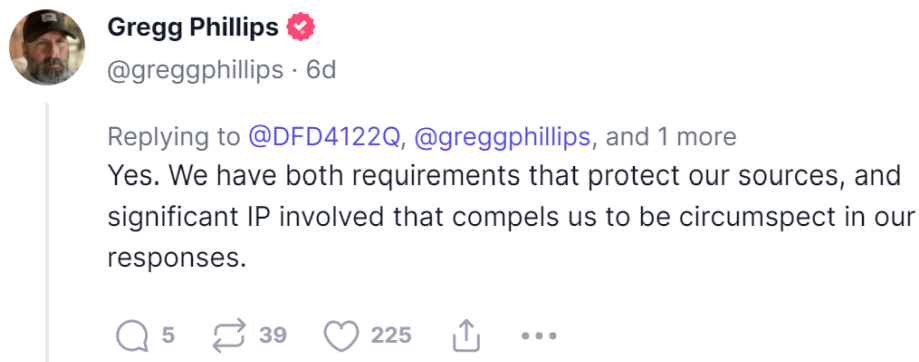 Gregg Phillips
@greggphillips · 6d
Replying to @DFD4122Q, @greggphillips, and 1 more
Yes. We have both requirements that protect our sources, and
significant IP involved that compels us to be circumspect in our
responses.
5 39 225